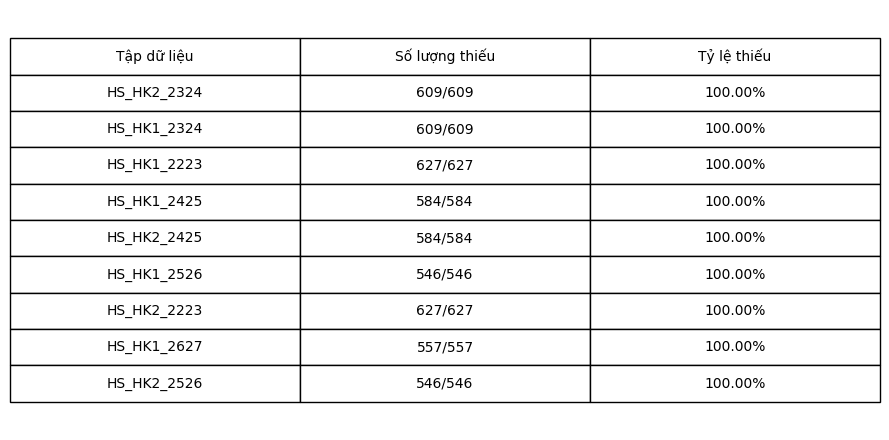 Tập dữ liệu Số lượng thiếu Tỷ lệ thiếu
HS_HK2_2324 609/609 100.00%
HS_HK1_2324 609/609 100.00%
HS_HK1_2223 627/627 100.00%
HS_HK1_2425 584/584 100.00%
HS_HK2_2425 584/584 100.00%
HS_HK1_2526 546/546 100.00%
HS_HK2_2223 627/627 100.00%
HS_HK1_2627 557/557 100.00%
HS_HK2_2526 546/546 100.00%